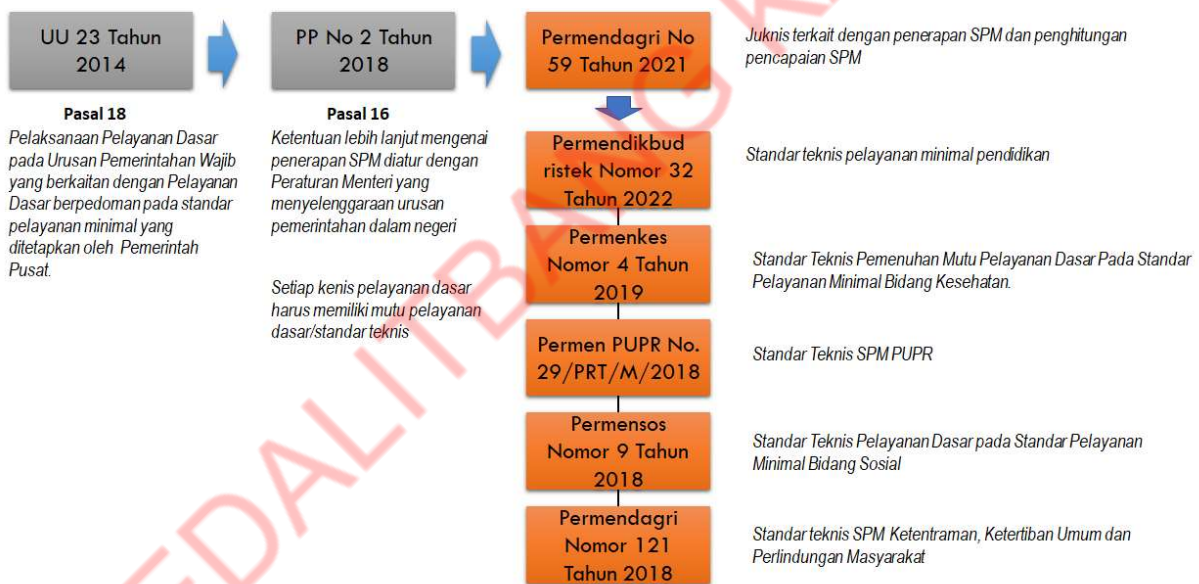 UU 23 Tahun
2014
Pasal 18
Pelaksanaan Pelayanan Dasar
pada Urusan Pemerintahan Wajib
yang berkaitan dengan Pelayanan
Dasar berpedoman pada standar
pelayanan minimal yang
ditetapkan oleh Pemerintah
Pusat.
PP No 2 Tahun
2018
Pasal 16
Ketentuan lebih lanjut mengenai
penerapan SPM diatur dengan
Peraturan Menteri yang
menyelenggaraan urusan
pemerintahan dalam negeri
Setiap kenis pelayanan dasar
harus memiliki mutu pelayanan
dasar/standar teknis
Permendagri No
59 Tahun 2021
Juknis terkait dengan penerapan SPM dan penghitungan
pencapaian SPM
Permendikbud
ristek Nomor 32
Tahun 2022
Standar teknis pelayanan minimal pendidikan
Permenkes
Nomor 4 Tahun
2019
Standar Teknis Pemenuhan Mutu Pelayanan Dasar Pada Standar
Pelayanan Minimal Bidang Kesehatan.
Permen PUPR No.
29/PRT/M/2018
Standar Teknis SPM PUPR
Permensos
Nomor 9 Tahun
2018
Standar Teknis Pelayanan Dasar pada Standar Pelayanan
Minimal Bidang Sosial
Permendagri
Nomor 121
Tahun 2018
Standar teknis SPM Ketentraman, Ketertiban Umum dan
Perlindungan Masyarakat
EDALITBANG K